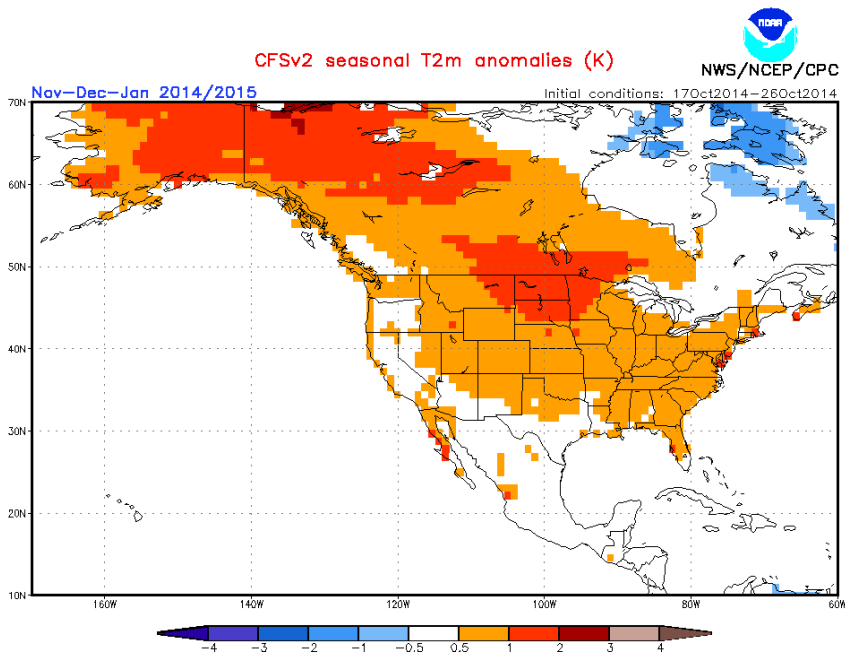 NOAA
CFSv2 seasonal T2m anomalies (K)
NWS/NCEP/CPC
Nov-Dec-Jan 2014/2015
Initial conditions: 17Oct2014-26Oct2014
70N
60N
50N
40N
30N
20N
10N
160W 140W 120W 100W 80W 60W
-4 -3 -2 -1 -0.5 0.5 1 2 3 4